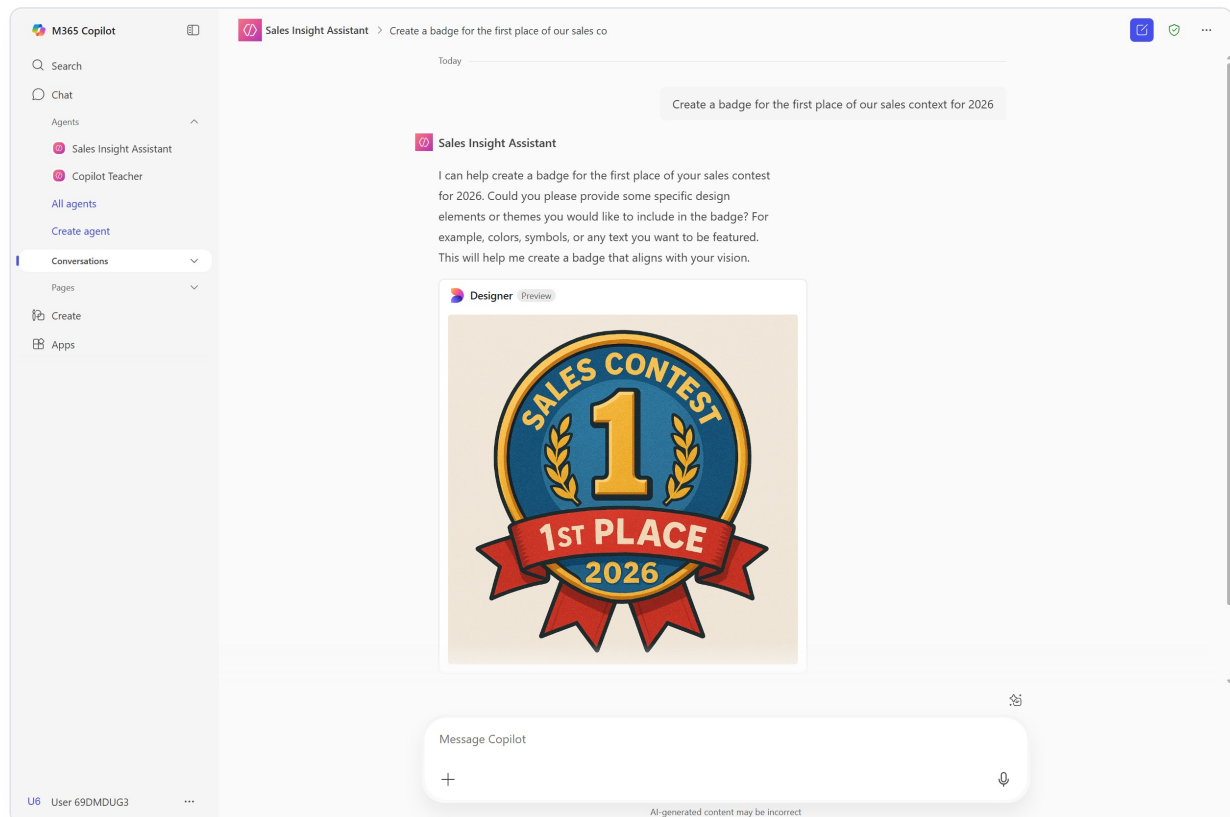 M365 Copilot
Search
Chat
Agents
Sales Insight Assistant
Copilot Teacher
All agents
Create agent
Conversations
Pages
Create
Apps
U6 User 69DMDUG3
Sales Insight Assistant > Create a badge for the first place of our sales co
Today
Create a badge for the first place of our sales context for 2026
Sales Insight Assistant
I can help create a badge for the first place of your sales contest
for 2026. Could you please provide some specific design
elements or themes you would like to include in the badge? For
example, colors, symbols, or any text you want to be featured.
This will help me create a badge that aligns with your vision.
Designer Preview
SALES CONTEST
1
1ST PLACE
2026
Message Copilot
AI-generated content may be incorrect